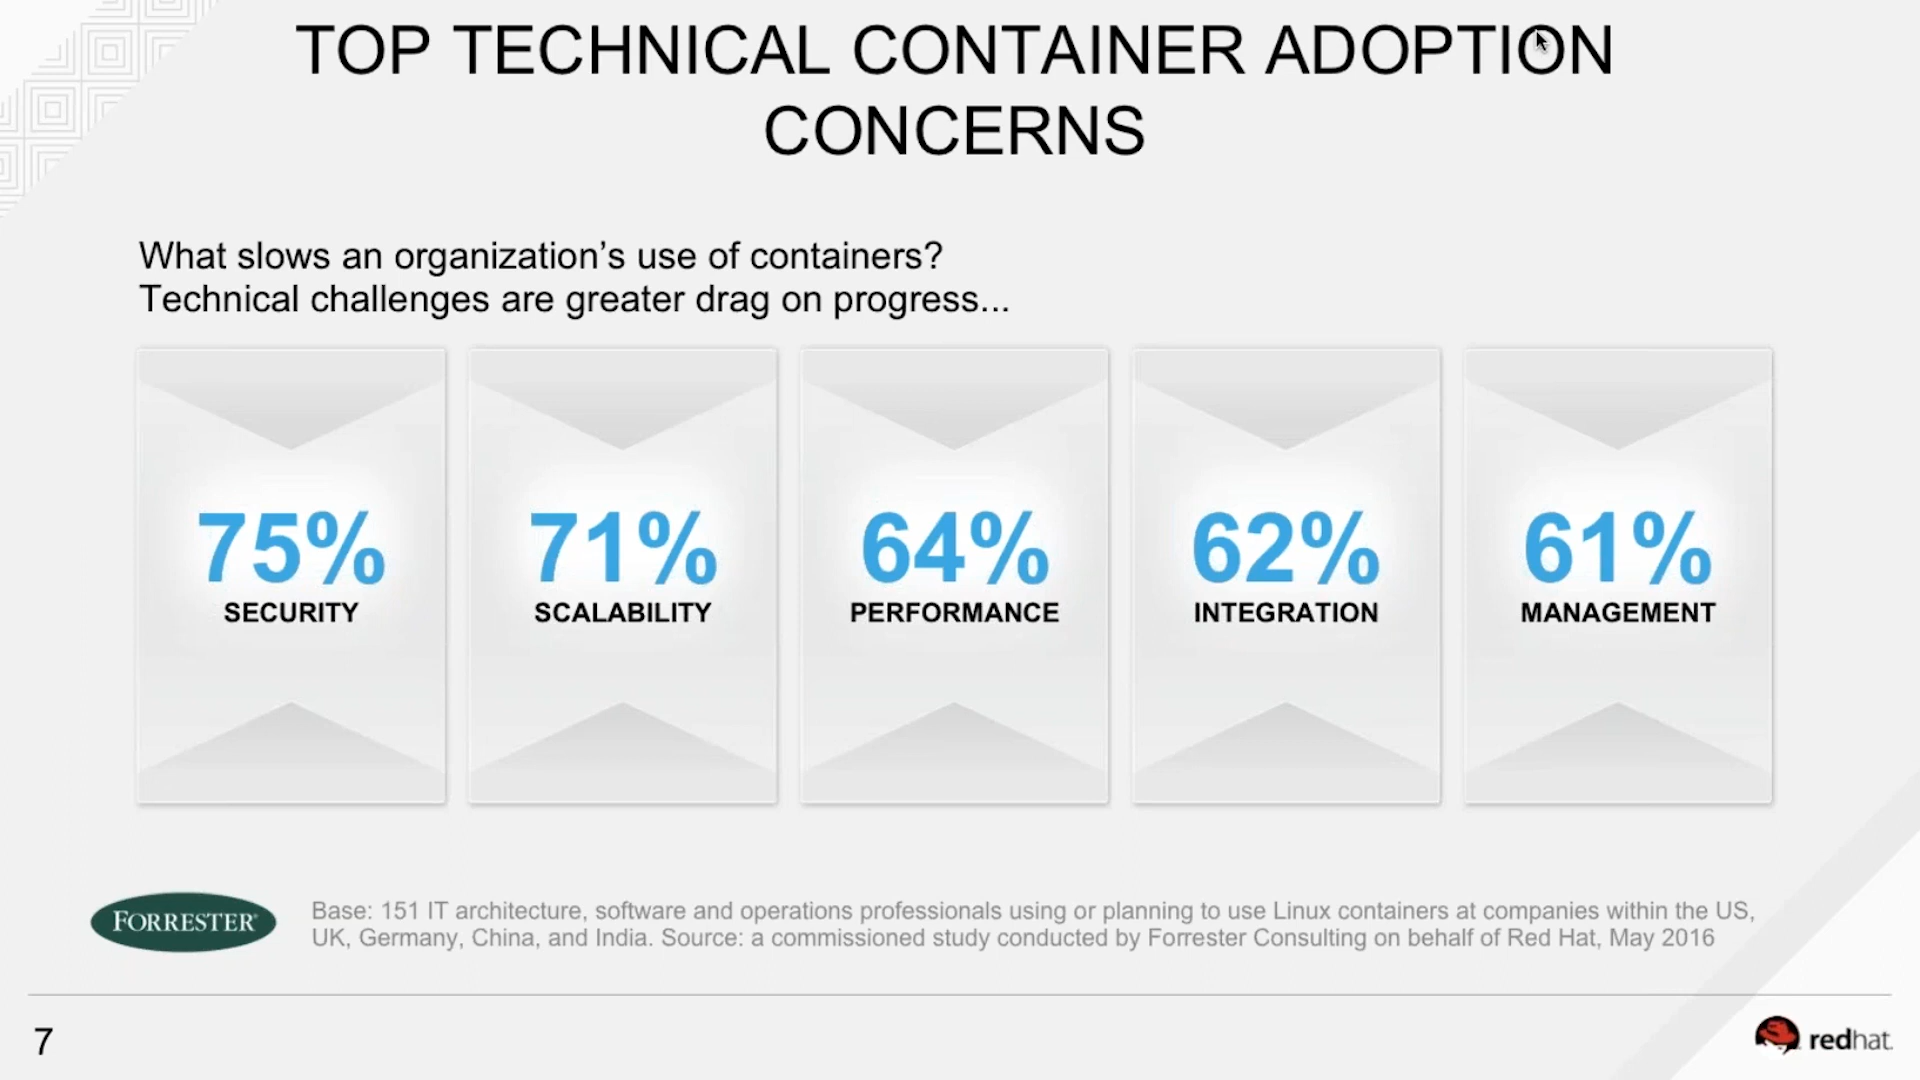 TOP TECHNICAL CONTAINER ADOPTION
CONCERNS
What slows an organization’s use of containers?
Technical challenges are greater drag on progress...
75%
SECURITY
71%
SCALABILITY
64%
PERFORMANCE
62%
INTEGRATION
61%
MANAGEMENT
FORRESTER®
Base: 151 IT architecture, software and operations professionals using or planning to use Linux containers at companies within the US,
UK, Germany, China, and India. Source: a commissioned study conducted by Forrester Consulting on behalf of Red Hat, May 2016
7
redhat.